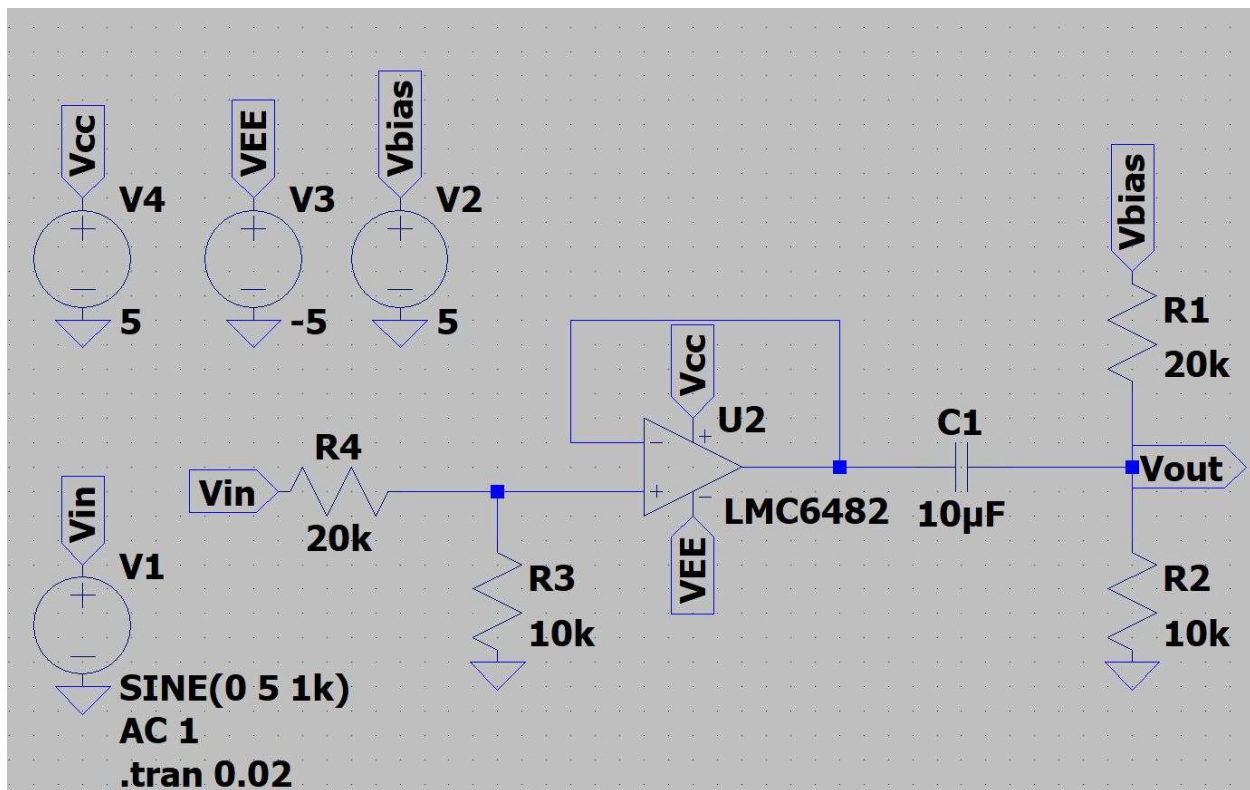 Vcc
V4
5
VEE
V3
-5
Vbias
V2
5
Vbias
R1
20k
Vcc
U2
+
LMC6482
VEE
C1
10µF
Vout
R2
10k
Vin
R4
20k
R3
10k
Vin
V1
SINE(0 5 1k)
AC 1
.tran 0.02